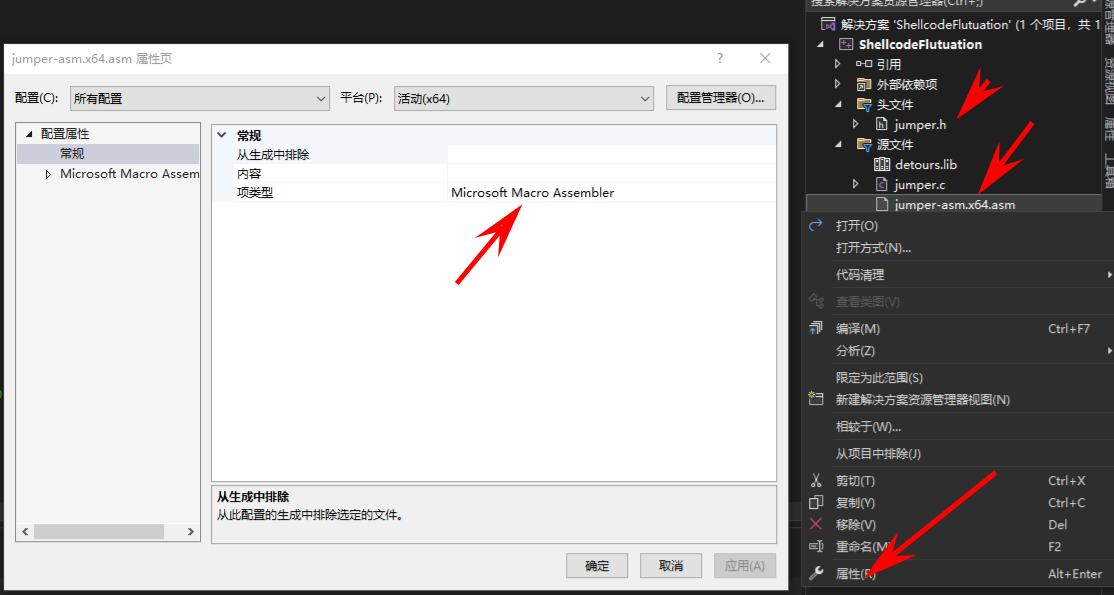 搜索解决方案资源管理器(Ctrl+;)
解决方案 'ShellcodeFlutuation' (1 个项目，共 1
ShellcodeFlutuation
引用
外部依赖项
头文件
jumper.h
源文件
detours.lib
jumper.c
jumper-asm.x64.asm
jumper-asm.x64.asm 属性页
?
配置(C):
所有配置
平台(P):
活动(x64)
配置管理器(O)...
配置属性
常规
Microsoft Macro Assem
常规
从生成中排除
内容
项类型
Microsoft Macro Assembler
从生成中排除
从此配置的生成中排除选定的文件。
确定
取消
应用(A)
打开(O)
打开方式(N)...
代码清理
查看类图(V)
编译(M)
Ctrl+F7
分析(Z)
限定为此范围(S)
新建解决方案资源管理器视图(N)
相较于(W)...
从项目中排除(J)
剪切(T)
Ctrl+X
复制(Y)
Ctrl+C
移除(V)
Del
重命名(M)
F2
属性(R)
Alt+Enter
资源视图
属性
工具箱